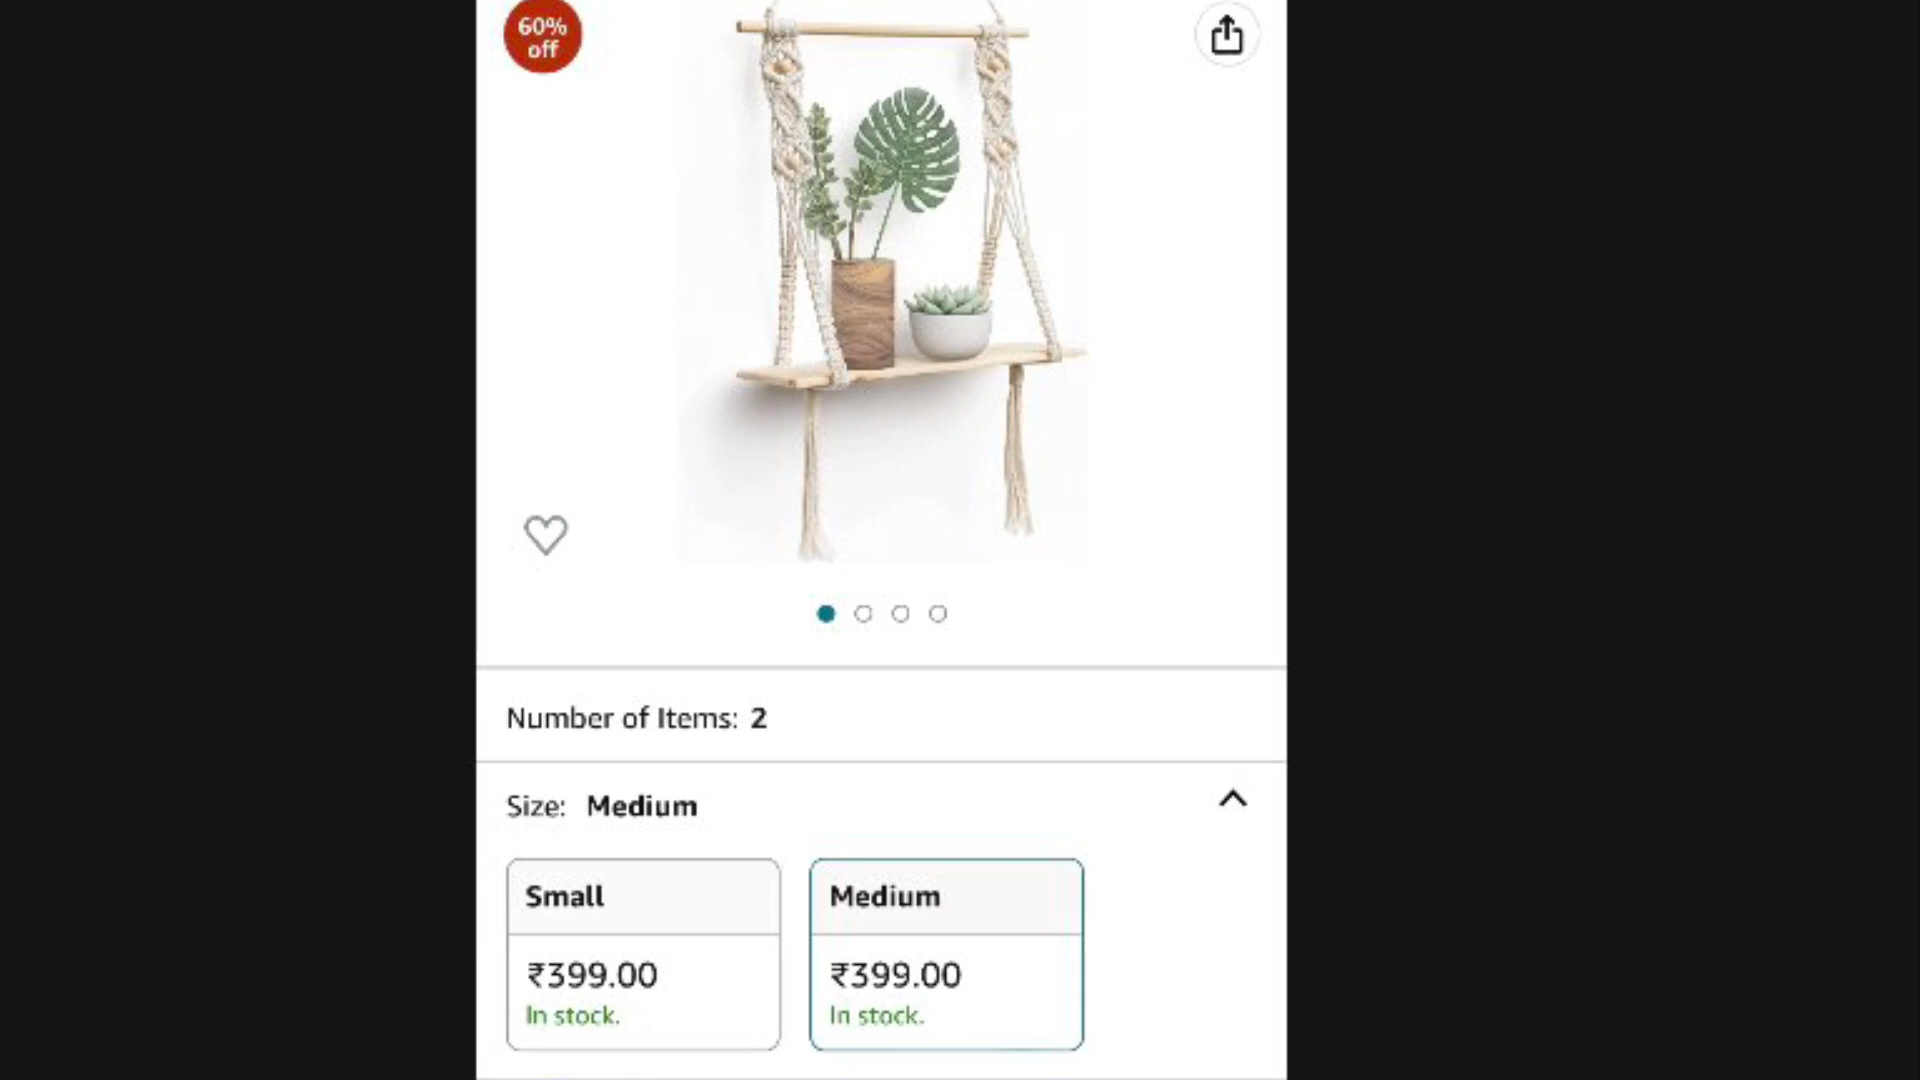 60%
off
Number of Items: 2
Size: Medium
Small
Medium
₹399.00
₹399.00
In stock.
In stock.